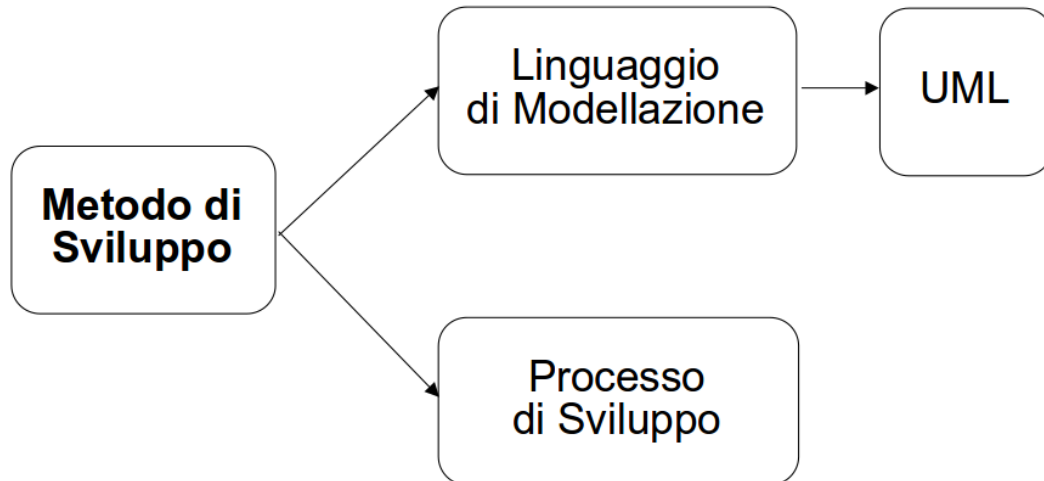 Linguaggio
di Modellazione
UML
Metodo di
Sviluppo
Processo
di Sviluppo